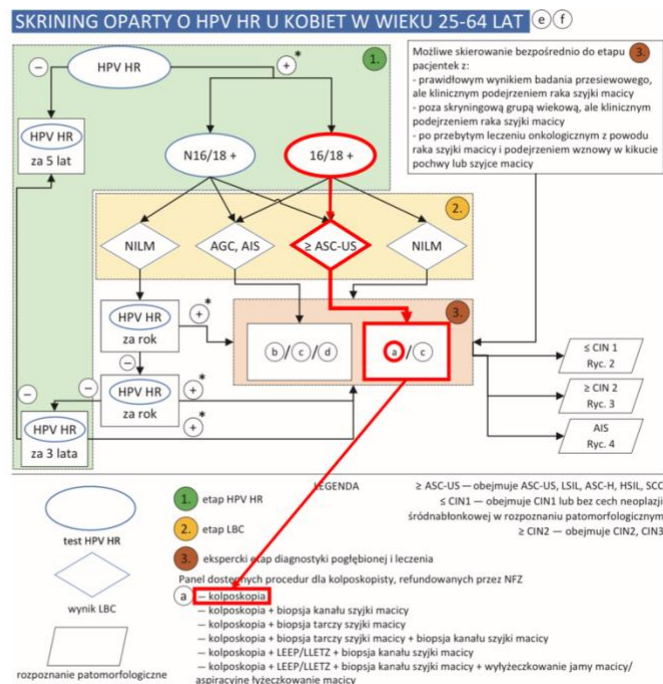 SKRINING OPARTY O HPV HR U KOBIET W WIEKU 25-64 LAT e f
HPV HR
−
+*
1.
HPV HR
za 5 lat
N16/18 +
16/18 +
Możliwe skierowanie bezpośrednio do etapu 3.
pacjentek z:
- prawidłowym wynikiem badania przesiewowego,
ale klinicznym podejrzeniem raka szyjki macicy
- poza skryningową grupą wiekową, ale klinicznym
podejrzeniem raka szyjki macicy
- po przebytym leczeniu onkologicznym z powodu
raka szyjki macicy i podejrzeniem wznowy w kikucie
pochwy lub szyjce macicy
2.
NILM
AGC, AIS
≥ ASC-US
NILM
HPV HR
za rok
+*
3.
b/c/d
a/c
−
HPV HR
za rok
−
−
+*
+*
HPV HR
za 3 lata
≤ CIN 1
Ryc. 2
≥ CIN 2
Ryc. 3
AIS
Ryc. 4
LEGENDA
test HPV HR
wynik LBC
rozpoznanie patomorfologiczne
1. etap HPV HR
2. etap LBC
3. ekspercki etap diagnostyki pogłębionej i leczenia
≥ ASC-US — obejmuje ASC-US, LSIL, ASC-H, HSIL, SCC
≤ CIN1 — obejmuje CIN1 lub bez cech neoplazji
śródnabłonkowej w rozpoznaniu patomorfologicznym
≥ CIN2 — obejmuje CIN2, CIN3
Panel dostępnych procedur dla kolposkopisty, refundowanych przez NFZ
a — kolposkopia
— kolposkopia + biopsja kanału szyjki macicy
— kolposkopia + biopsja tarczy szyjki macicy
— kolposkopia + biopsja tarczy szyjki macicy + biopsja kanału szyjki macicy
— kolposkopia + LEEP/LLETZ + biopsja kanału szyjki macicy
— kolposkopia + LEEP/LLETZ + biopsja kanału szyjki macicy + wyłyżeczkowanie jamy macicy/
aspiracyjne łyżeczkowanie macicy